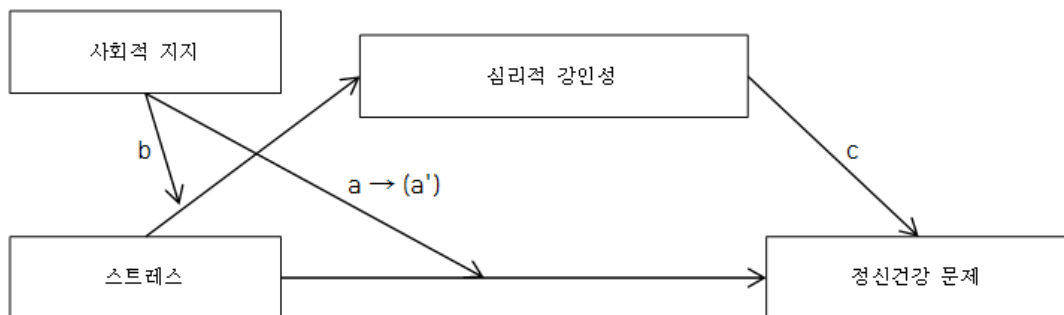 사회적 지지
심리적 강인성
b
a → (a')
c
스트레스
정신건강 문제